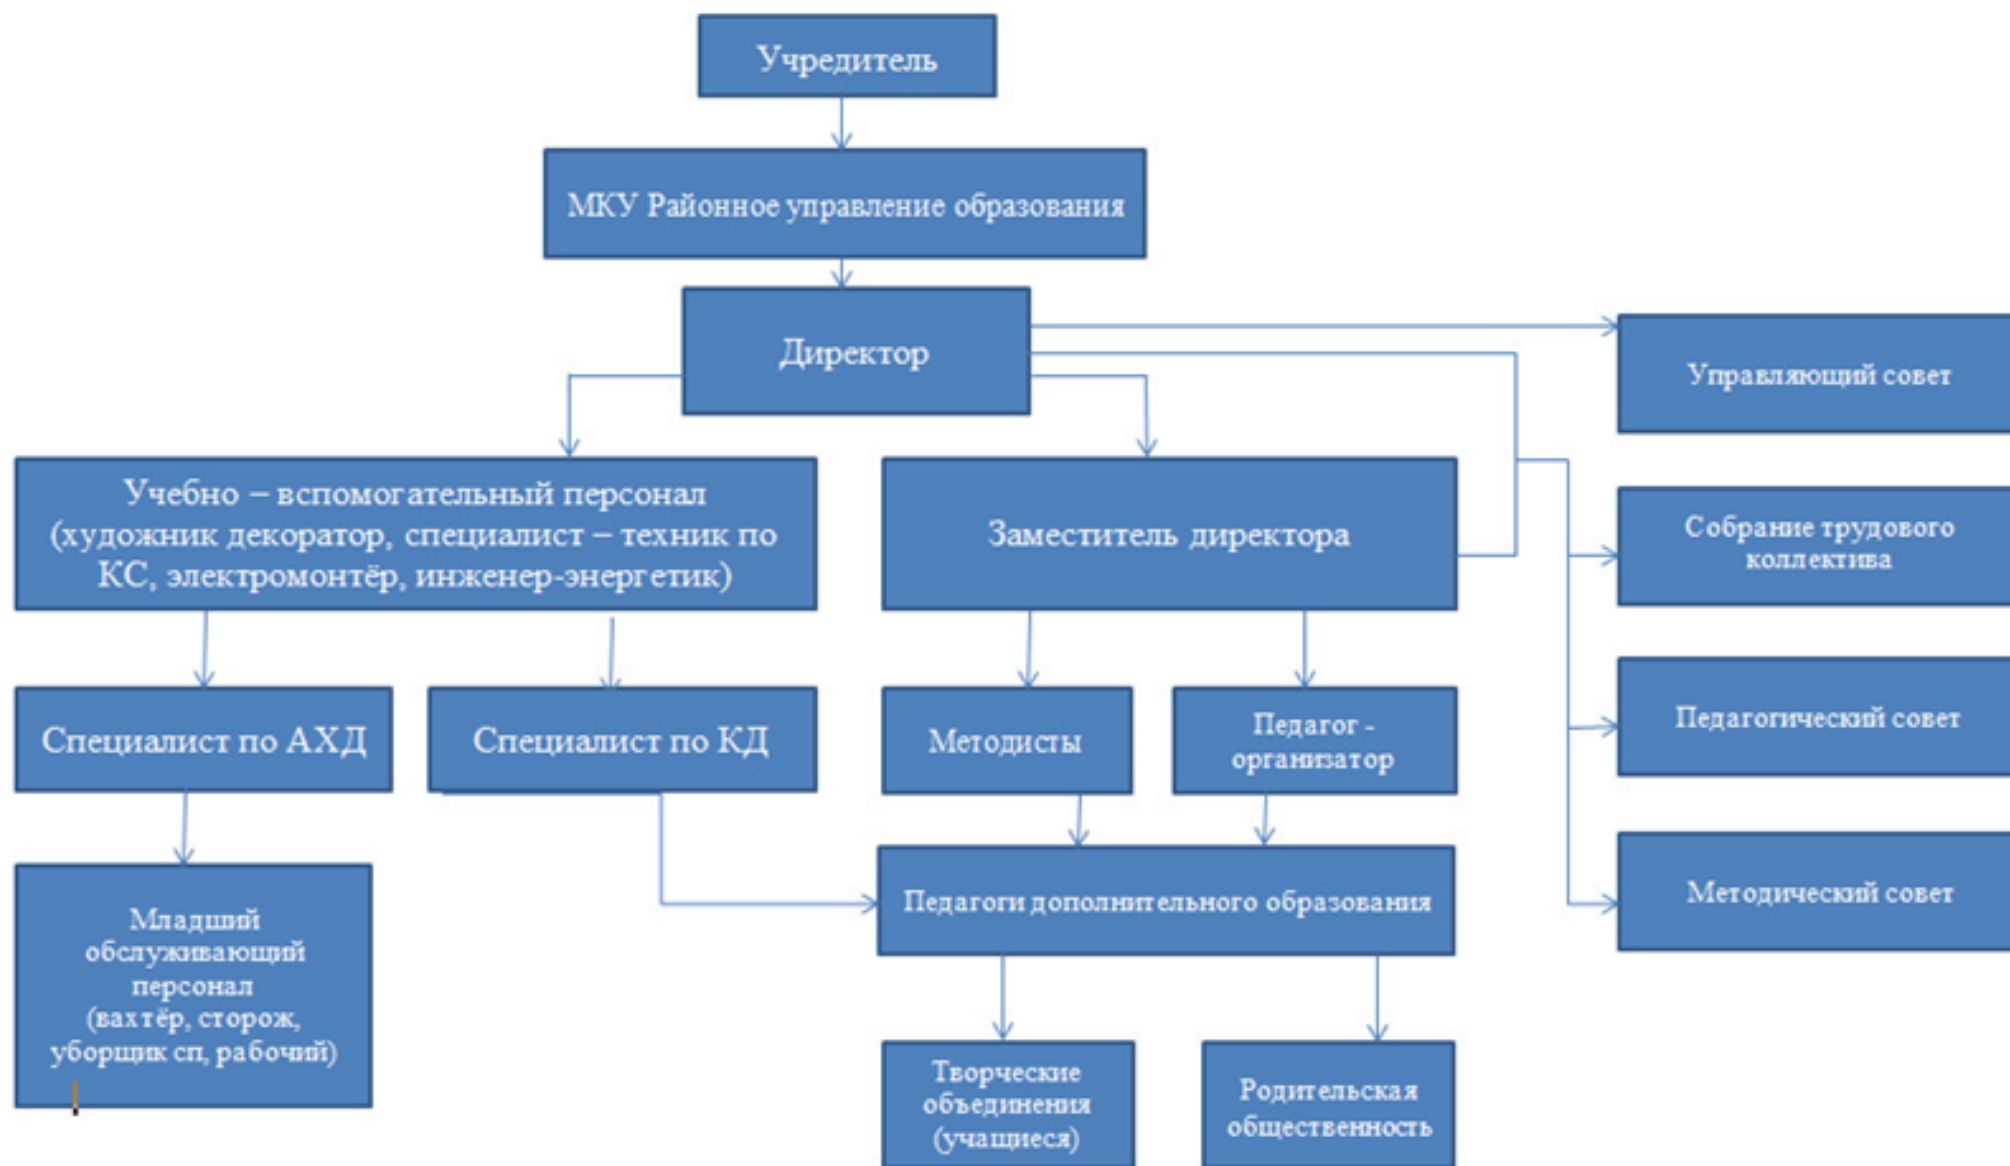 Учредитель
МКУ Районное управление образования
Директор
Управляющий совет
Учебно – вспомогательный персонал
(художник декоратор, специалист – техник по
КС, электромонтёр, инженер-энергетик)
Заместитель директора
Собрание трудового
коллектива
Специалист по АХД
Специалист по КД
Методисты
Педагог -
организатор
Педагогический совет
Младший
обслуживающий
персонал
(вахтёр, сторож,
уборщик сп, рабочий)
Педагоги дополнительного образования
Методический совет
Творческие
объединения
(учащиеся)
Родительская
общественность